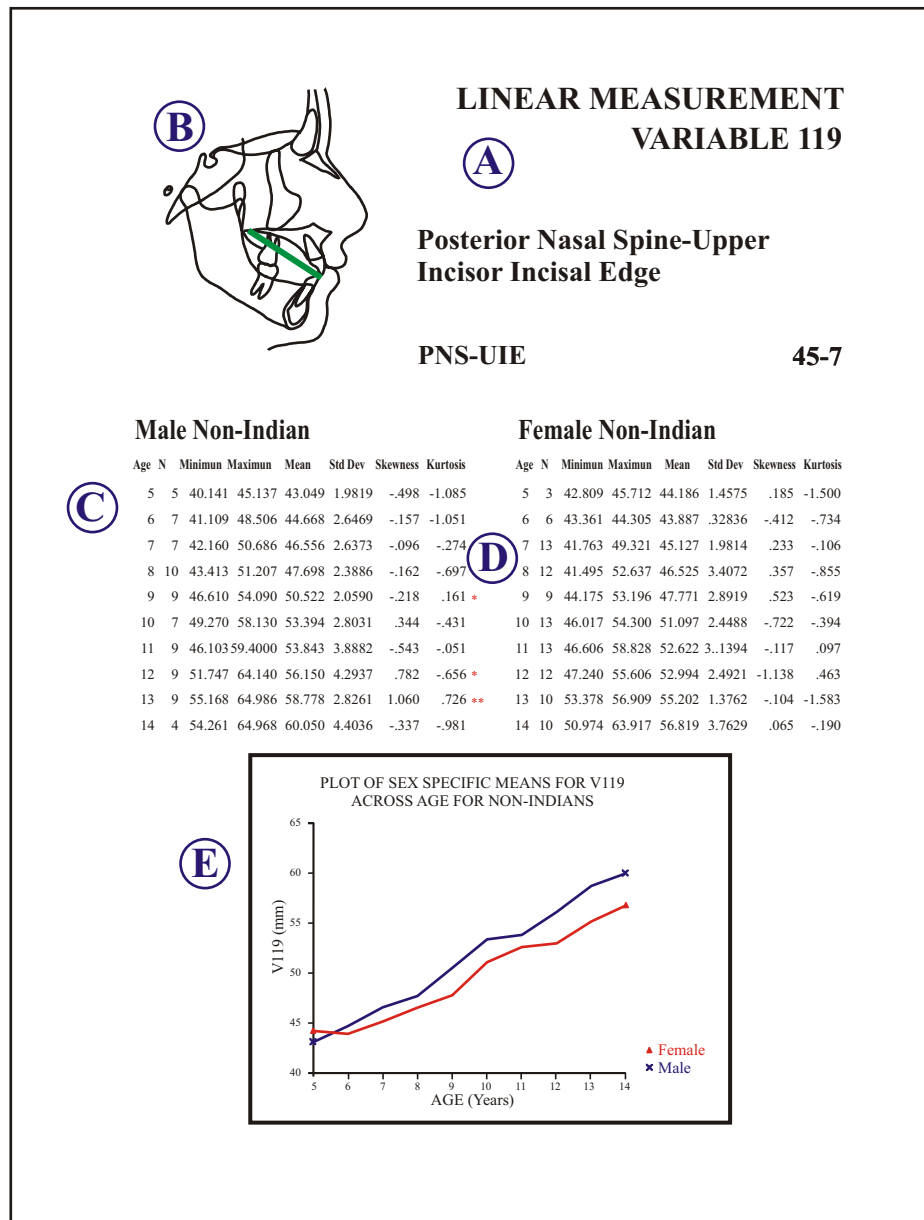 LINEAR MEASUREMENT
VARIABLE 119
B
A
Posterior Nasal Spine-Upper
Incisor Incisal Edge
PNS-UIE 45-7
Male Non-Indian
Age N Minimun Maximun Mean Std Dev Skewness Kurtosis
C
5 5 40.141 45.137 43.049 1.9819 -.498 -1.085
6 7 41.109 48.506 44.668 2.6469 -.157 -1.051
7 7 42.160 50.686 46.556 2.6373 -.096 -.274
8 10 43.413 51.207 47.698 2.3886 -.162 -.697
9 9 46.610 54.090 50.522 2.0590 -.218 .161 *
10 7 49.270 58.130 53.394 2.8031 .344 -.431
11 9 46.103 59.4000 53.843 3.8882 -.543 -.051
12 9 51.747 64.140 56.150 4.2937 .782 -.656 *
13 9 55.168 64.986 58.778 2.8261 1.060 .726 **
14 4 54.261 64.968 60.050 4.4036 -.337 -.981
Female Non-Indian
Age N Minimun Maximun Mean Std Dev Skewness Kurtosis
D
5 3 42.809 45.712 44.186 1.4575 .185 -1.500
6 6 43.361 44.305 43.887 .32836 -.412 -.734
7 13 41.763 49.321 45.127 1.9814 .233 -.106
8 12 41.495 52.637 46.525 3.4072 .357 -.855
9 9 44.175 53.196 47.771 2.8919 .523 -.619
10 13 46.017 54.300 51.097 2.4488 -.722 -.394
11 13 46.606 58.828 52.622 3..1394 -.117 .097
12 12 47.240 55.606 52.994 2.4921 -1.138 .463
13 10 53.378 56.909 55.202 1.3762 -.104 -1.583
14 10 50.974 63.917 56.819 3.7629 .065 -.190
E
PLOT OF SEX SPECIFIC MEANS FOR V119
ACROSS AGE FOR NON-INDIANS
65
60
55
50
45
40
V119 (mm)
5 6 7 8 9 10 11 12 13 14
AGE (Years)
Female
Male